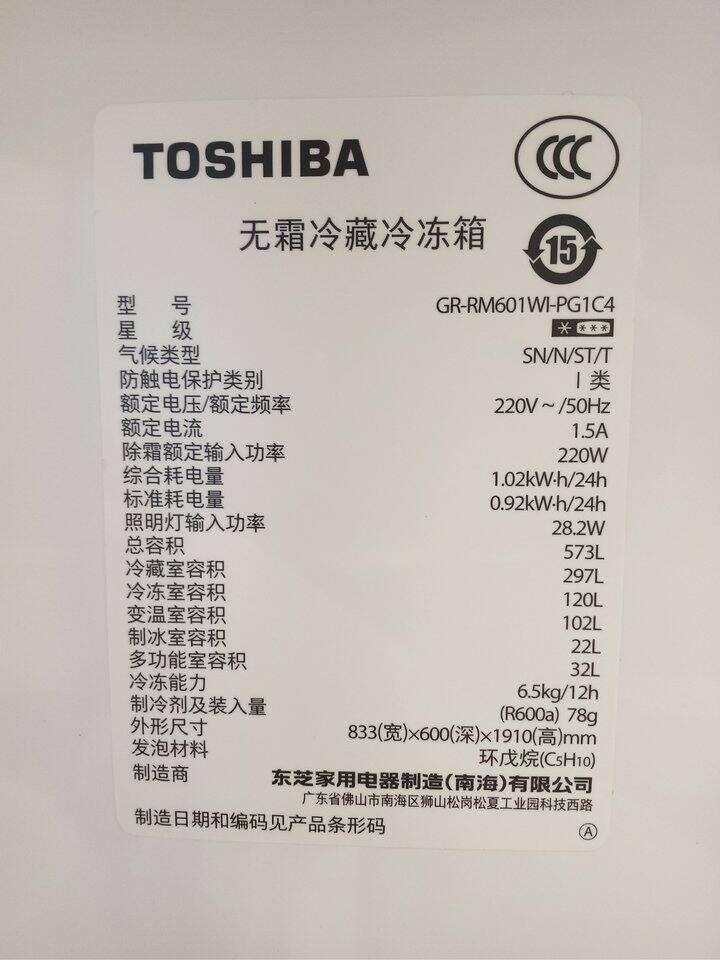 TOSHIBA
CCC
无霜冷藏冷冻箱
15
型 号 GR-RM601WI-PG1C4
星 级 * ***
气候类型 SN/N/ST/T
防触电保护类别 I 类
额定电压/额定频率 220V～/50Hz
额定电流 1.5A
除霜额定输入功率 220W
综合耗电量 1.02kW·h/24h
标准耗电量 0.92kW·h/24h
照明灯输入功率 28.2W
总容积 573L
冷藏室容积 297L
冷冻室容积 120L
变温室容积 102L
制冰室容积 22L
多功能室容积 32L
冷冻能力 6.5kg/12h
制冷剂及装入量 (R600a) 78g
外形尺寸 833(宽)×600(深)×1910(高)mm
发泡材料 环戊烷(C5H10)
制造商 东芝家用电器制造(南海)有限公司
广东省佛山市南海区狮山松岗松夏工业园科技西路
制造日期和编码见产品条形码 A